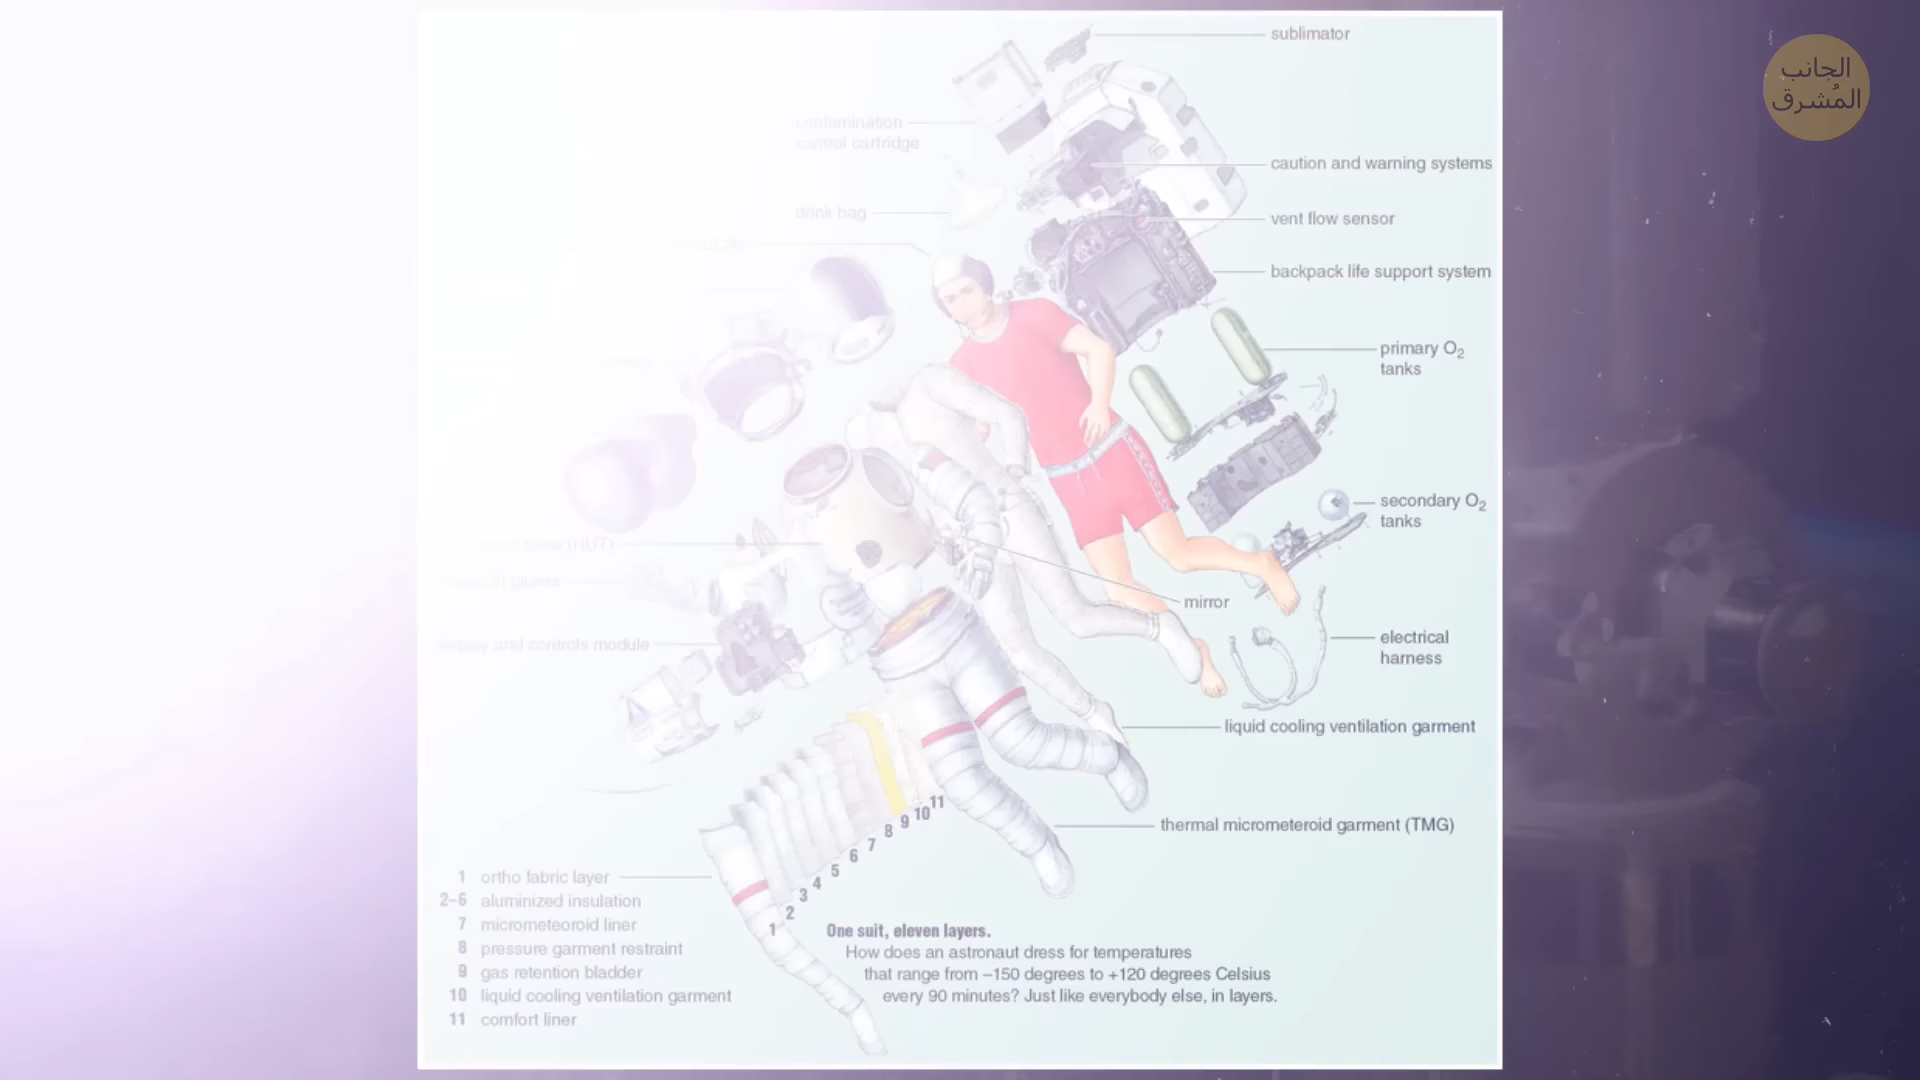 sublimator
الجانب
المُشرق
contamination
control cartridge
caution and warning systems
drink bag
vent flow sensor
backpack life support system
primary O₂
tanks
secondary O₂
tanks
(HUT)
mirror
electrical
harness
and controls module
liquid cooling ventilation garment
thermal micrometeroid garment (TMG)
11
10
9
8
7
6
5
4
3
2
1
1 ortho fabric layer
2–6 aluminized insulation
7 micrometeoroid liner
8 pressure garment restraint
9 gas retention bladder
10 liquid cooling ventilation garment
11 comfort liner
One suit, eleven layers.
How does an astronaut dress for temperatures
that range from –150 degrees to +120 degrees Celsius
every 90 minutes? Just like everybody else, in layers.